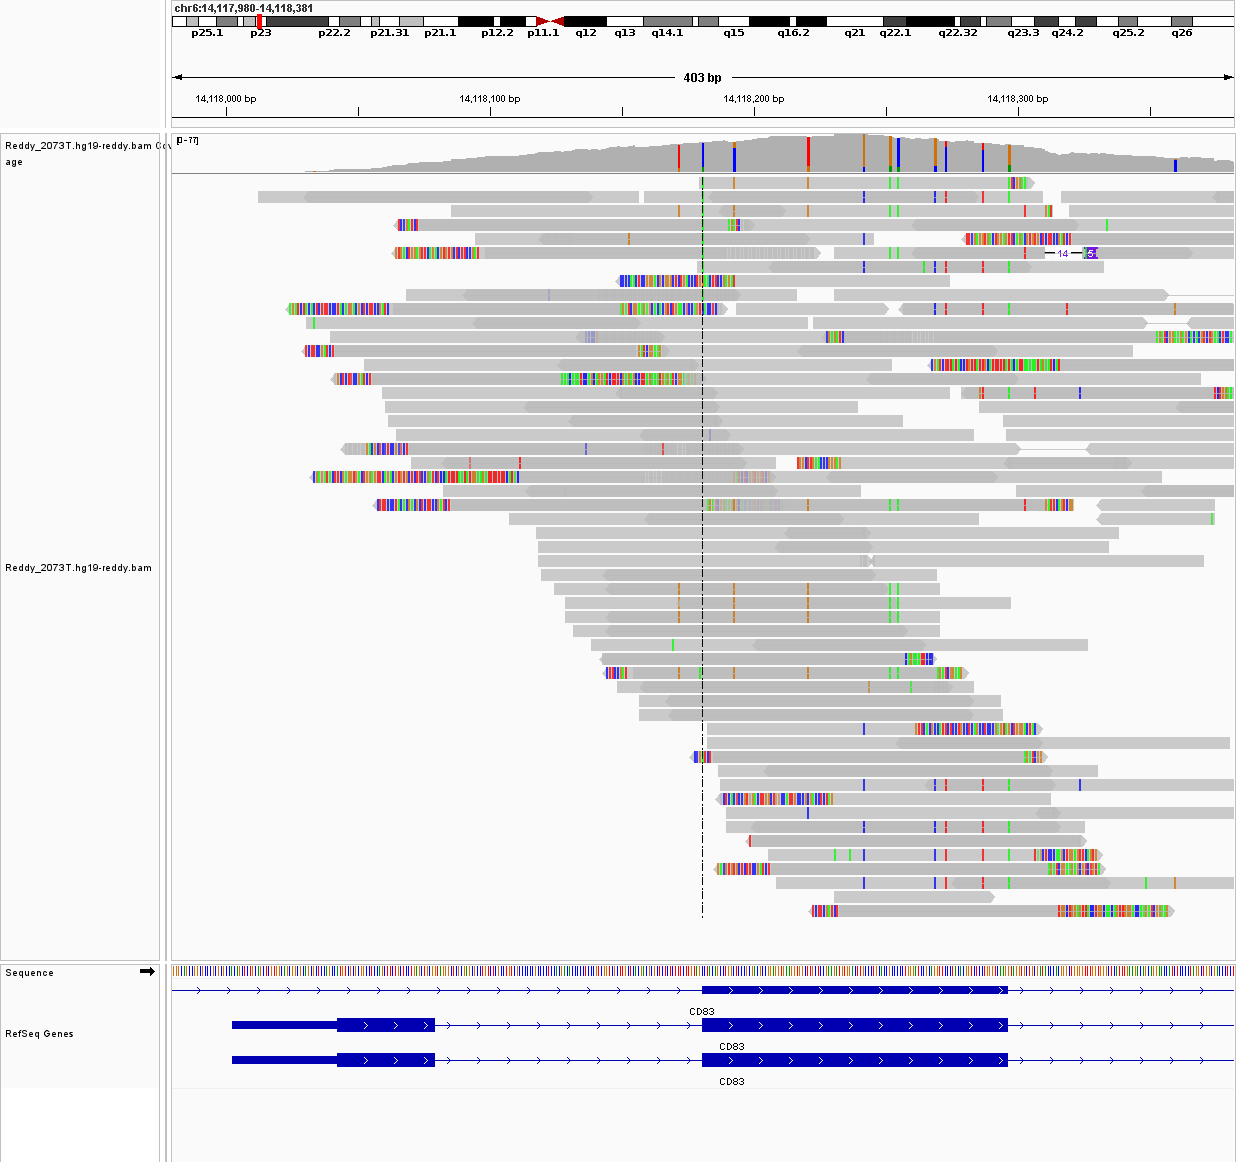 chr6:14,117,980-14,118,381
p25.1 p23 p22.2 p21.31 p21.1 p12.2 p11.1 q12 q13 q14.1 q15 q16.2 q21 q22.1 q22.32 q23.3 q24.2 q25.2 q26
403 bp
14,118,000 bp 14,118,100 bp 14,118,200 bp 14,118,300 bp
Reddy_2073T.hg19-reddy.bam Cov
age
[0-77]
14
Reddy_2073T.hg19-reddy.bam
Sequence
CD83
RefSeq Genes
CD83
CD83